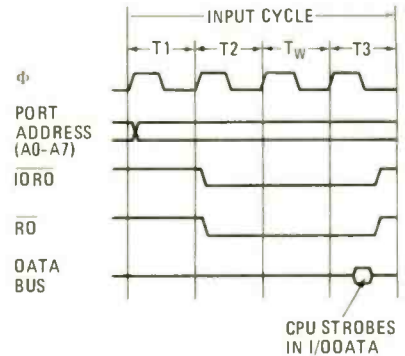 INPUT CYCLE
T1 T2 TW T3
Φ
PORT
ADDRESS
(A0-A7)
IORO
RO
OATA
BUS
CPU STROBES
IN I/OOATA